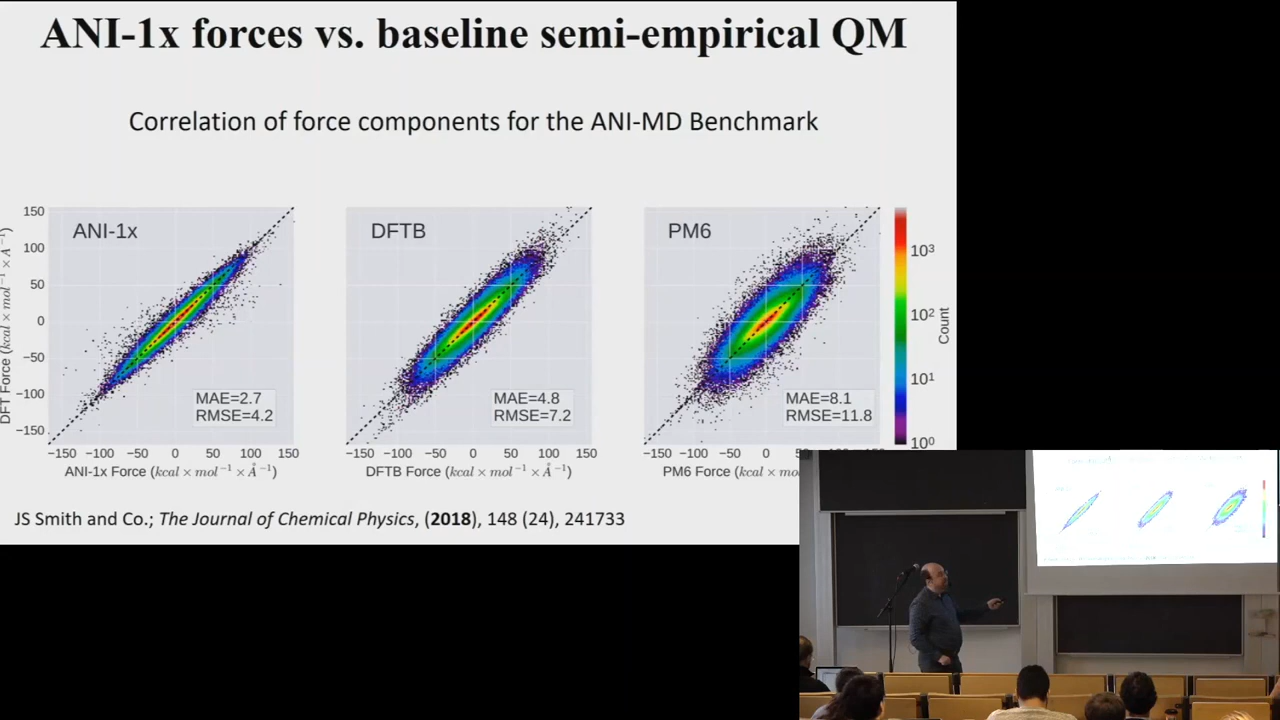 ANI-1x forces vs. baseline semi-empirical QM
Correlation of force components for the ANI-MD Benchmark
ANI-1x
DFTB
PM6
150
100
50
0
−50
−100
−150
DFT Force (kcal × mol⁻¹ × Å⁻¹)
MAE=2.7
RMSE=4.2
MAE=4.8
RMSE=7.2
MAE=8.1
RMSE=11.8
10³
10²
10¹
10⁰
Count
−150 −100 −50 0 50 100 150
−150 −100 −50 0 50 100 150
−150 −100 −50 0 50 100 150
ANI-1x Force (kcal × mol⁻¹ × Å⁻¹)
DFTB Force (kcal × mol⁻¹ × Å⁻¹)
PM6 Force (kcal × mo
JS Smith and Co.; The Journal of Chemical Physics, (2018), 148 (24), 241733